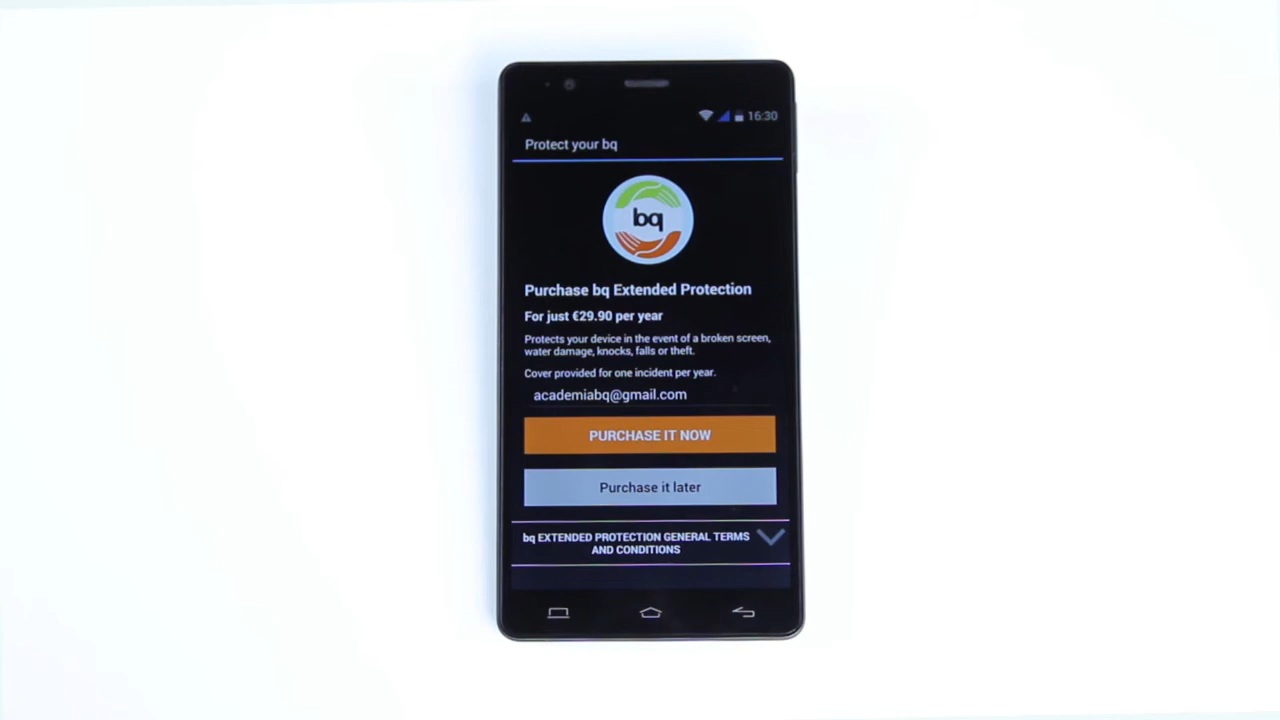 16:30
Protect your bq
bq
Purchase bq Extended Protection
For just €29.90 per year
Protects your device in the event of a broken screen,
water damage, knocks, falls or theft.
Cover provided for one incident per year.
academiabq@gmail.com
PURCHASE IT NOW
Purchase it later
bq EXTENDED PROTECTION GENERAL TERMS
AND CONDITIONS